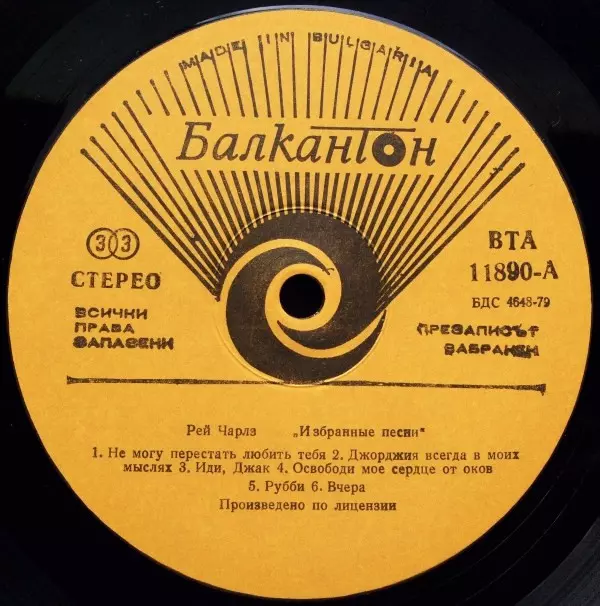 MADE IN BULGARIA
Балкантон
33
СТЕРЕО
ВСИЧКИ
ПРАВА
ЗАПАЗЕНИ
ВТА
11890-А
БДС 4648-79
ПРЕЗАПИСЪТ
ЗАБРАНЕН
Рей Чарлз „Избранные песни"
1. Не могу перестать любить тебя 2. Джорджия всегда в моих
мыслях 3. Иди, Джак 4. Освободи мое сердце от оков
5. Рубби 6. Вчера
Произведено по лицензии